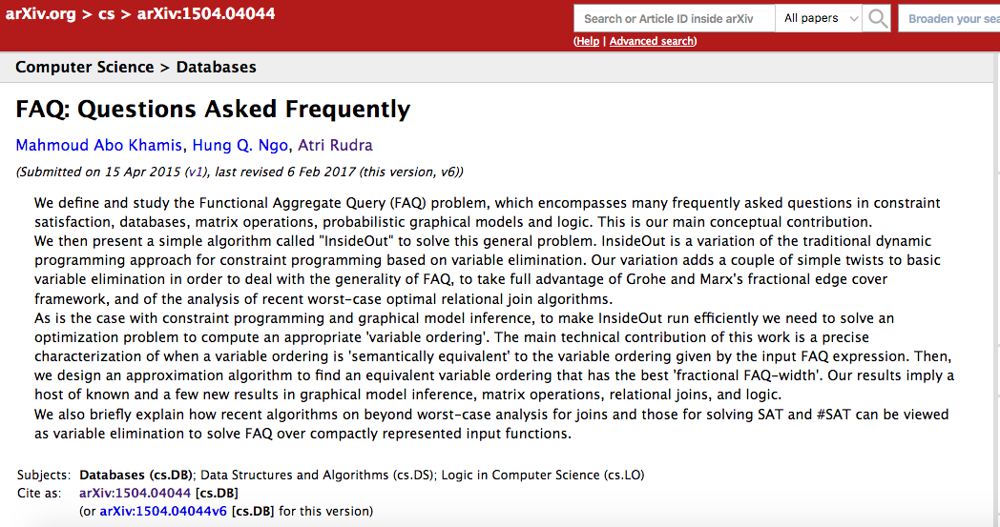 arXiv.org > cs > arXiv:1504.04044
Search or Article ID inside arXiv
All papers
(Help | Advanced search)
Computer Science > Databases
FAQ: Questions Asked Frequently
Mahmoud Abo Khamis, Hung Q. Ngo, Atri Rudra
(Submitted on 15 Apr 2015 (v1), last revised 6 Feb 2017 (this version, v6))
We define and study the Functional Aggregate Query (FAQ) problem, which encompasses many frequently asked questions in constraint
satisfaction, databases, matrix operations, probabilistic graphical models and logic. This is our main conceptual contribution.
We then present a simple algorithm called "InsideOut" to solve this general problem. InsideOut is a variation of the traditional dynamic
programming approach for constraint programming based on variable elimination. Our variation adds a couple of simple twists to basic
variable elimination in order to deal with the generality of FAQ, to take full advantage of Grohe and Marx's fractional edge cover
framework, and of the analysis of recent worst-case optimal relational join algorithms.
As is the case with constraint programming and graphical model inference, to make InsideOut run efficiently we need to solve an
optimization problem to compute an appropriate 'variable ordering'. The main technical contribution of this work is a precise
characterization of when a variable ordering is 'semantically equivalent' to the variable ordering given by the input FAQ expression. Then,
we design an approximation algorithm to find an equivalent variable ordering that has the best 'fractional FAQ-width'. Our results imply a
host of known and a few new results in graphical model inference, matrix operations, relational joins, and logic.
We also briefly explain how recent algorithms on beyond worst-case analysis for joins and those for solving SAT and #SAT can be viewed
as variable elimination to solve FAQ over compactly represented input functions.
Subjects: Databases (cs.DB); Data Structures and Algorithms (cs.DS); Logic in Computer Science (cs.LO)
Cite as: arXiv:1504.04044 [cs.DB]
(or arXiv:1504.04044v6 [cs.DB] for this version)